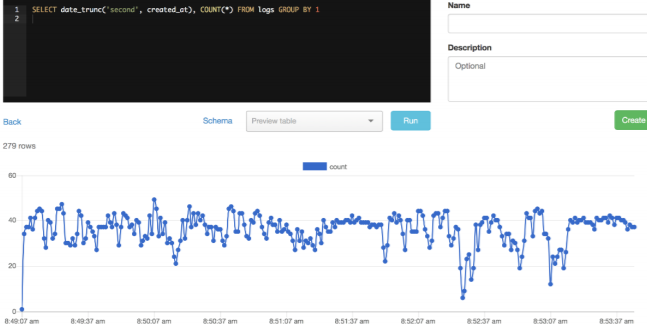 1 SELECT date_trunc('second', created_at), COUNT(*) FROM logs GROUP BY 1
2
Name
Description
Optional
Back
Schema
Preview table
Run
Create
279 rows
count
60
40
20
0
8:49:07 am 8:49:37 am 8:50:07 am 8:50:37 am 8:51:07 am 8:51:37 am 8:52:07 am 8:52:37 am 8:53:07 am 8:53:37 am